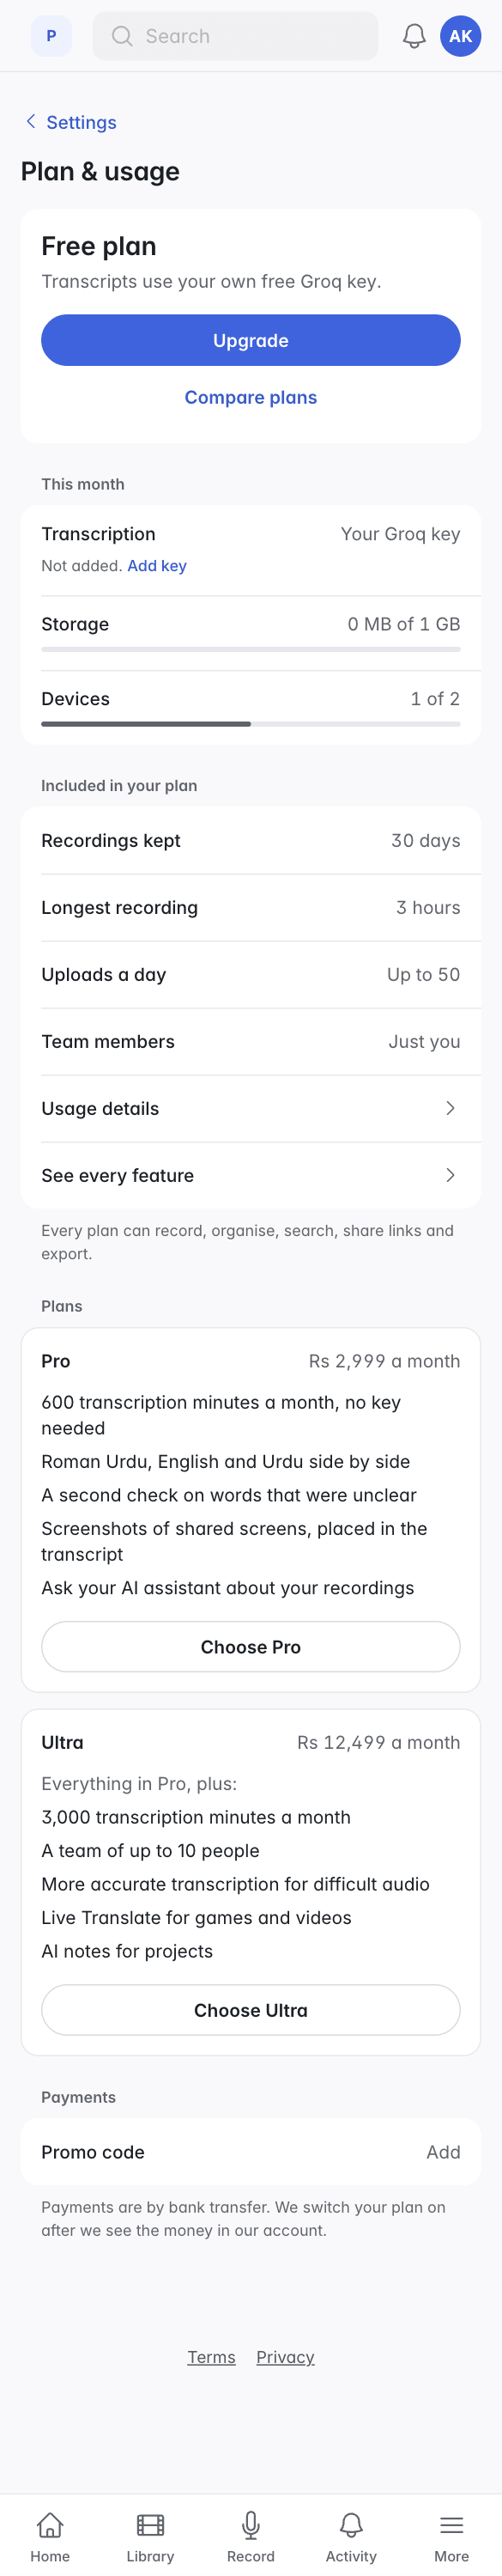 P
Search
AK
Settings
Plan & usage
Free plan
Transcripts use your own free Groq key.
Upgrade
Compare plans
This month
Transcription Your Groq key
Not added. Add key
Storage 0 MB of 1 GB
Devices 1 of 2
Included in your plan
Recordings kept 30 days
Longest recording 3 hours
Uploads a day Up to 50
Team members Just you
Usage details
See every feature
Every plan can record, organise, search, share links and
export.
Plans
Pro Rs 2,999 a month
600 transcription minutes a month, no key
needed
Roman Urdu, English and Urdu side by side
A second check on words that were unclear
Screenshots of shared screens, placed in the
transcript
Ask your AI assistant about your recordings
Choose Pro
Ultra Rs 12,499 a month
Everything in Pro, plus:
3,000 transcription minutes a month
A team of up to 10 people
More accurate transcription for difficult audio
Live Translate for games and videos
AI notes for projects
Choose Ultra
Payments
Promo code Add
Payments are by bank transfer. We switch your plan on
after we see the money in our account.
Terms Privacy
Home Library Record Activity More